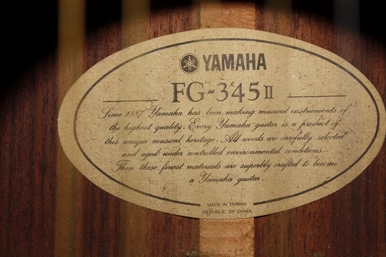 YAMAHA
FG-345 II
Since 1887 Yamaha has been making musical instruments of
the highest quality. Every Yamaha guitar is a product of
this unique musical heritage. All woods are carefully selected
and aged under controlled environmental conditions.
Then these finest materials are superbly crafted to become
a Yamaha guitar.
MADE IN TAIWAN
REPUBLIC OF CHINA